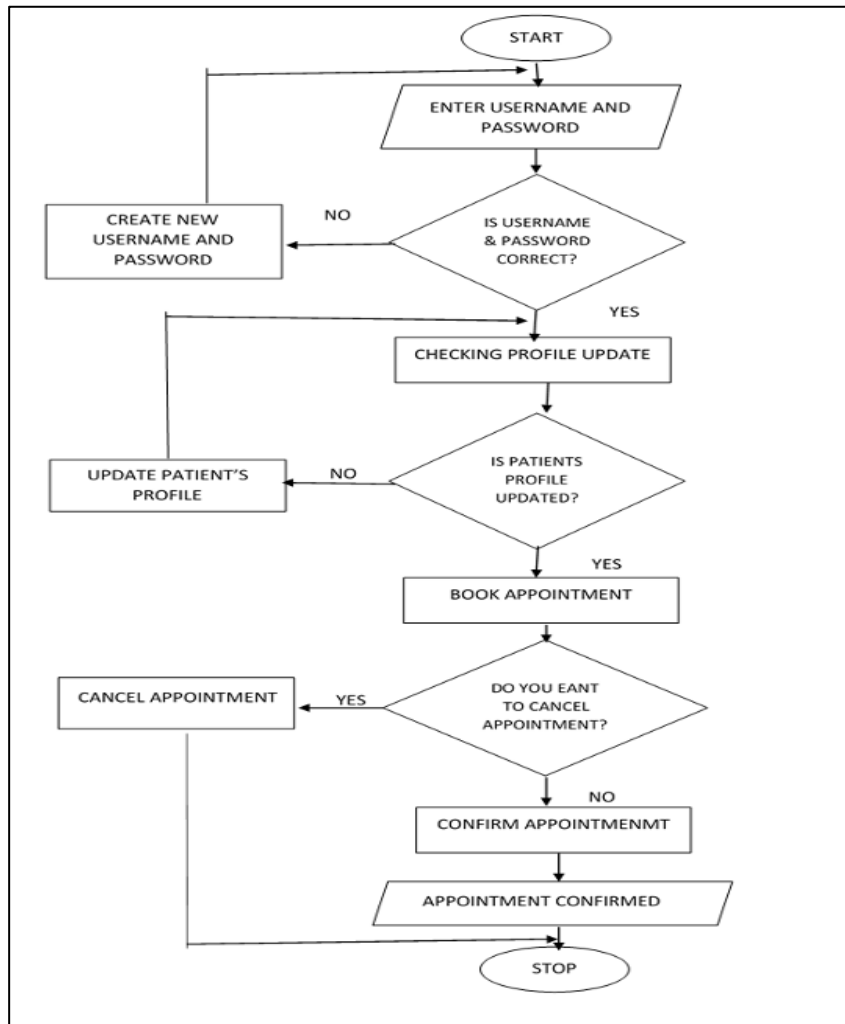 START
ENTER USERNAME AND
PASSWORD
IS USERNAME
& PASSWORD
CORRECT?
NO
CREATE NEW
USERNAME AND
PASSWORD
YES
CHECKING PROFILE UPDATE
IS PATIENTS
PROFILE
UPDATED?
NO
UPDATE PATIENT’S
PROFILE
YES
BOOK APPOINTMENT
DO YOU EANT
TO CANCEL
APPOINTMENT?
YES
CANCEL APPOINTMENT
NO
CONFIRM APPOINTMENMT
APPOINTMENT CONFIRMED
STOP